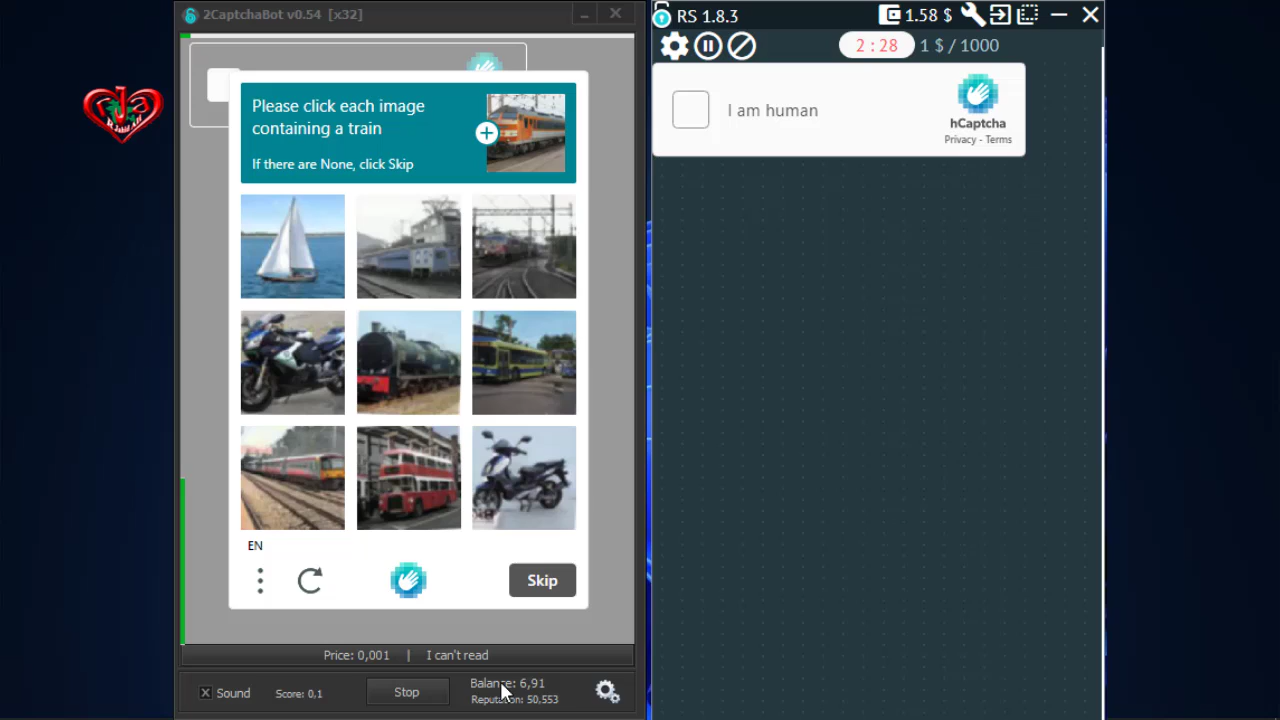 2CaptchaBot v0.54 [x32]
Please click each image
containing a train
If there are None, click Skip
EN
Skip
Price: 0,001 | I can't read
Sound
Score: 0,1
Stop
Balance: 6,91
Reputation: 50,553
RS 1.8.3
1.58 $
2 : 28
1 $ / 1000
I am human
hCaptcha
Privacy - Terms